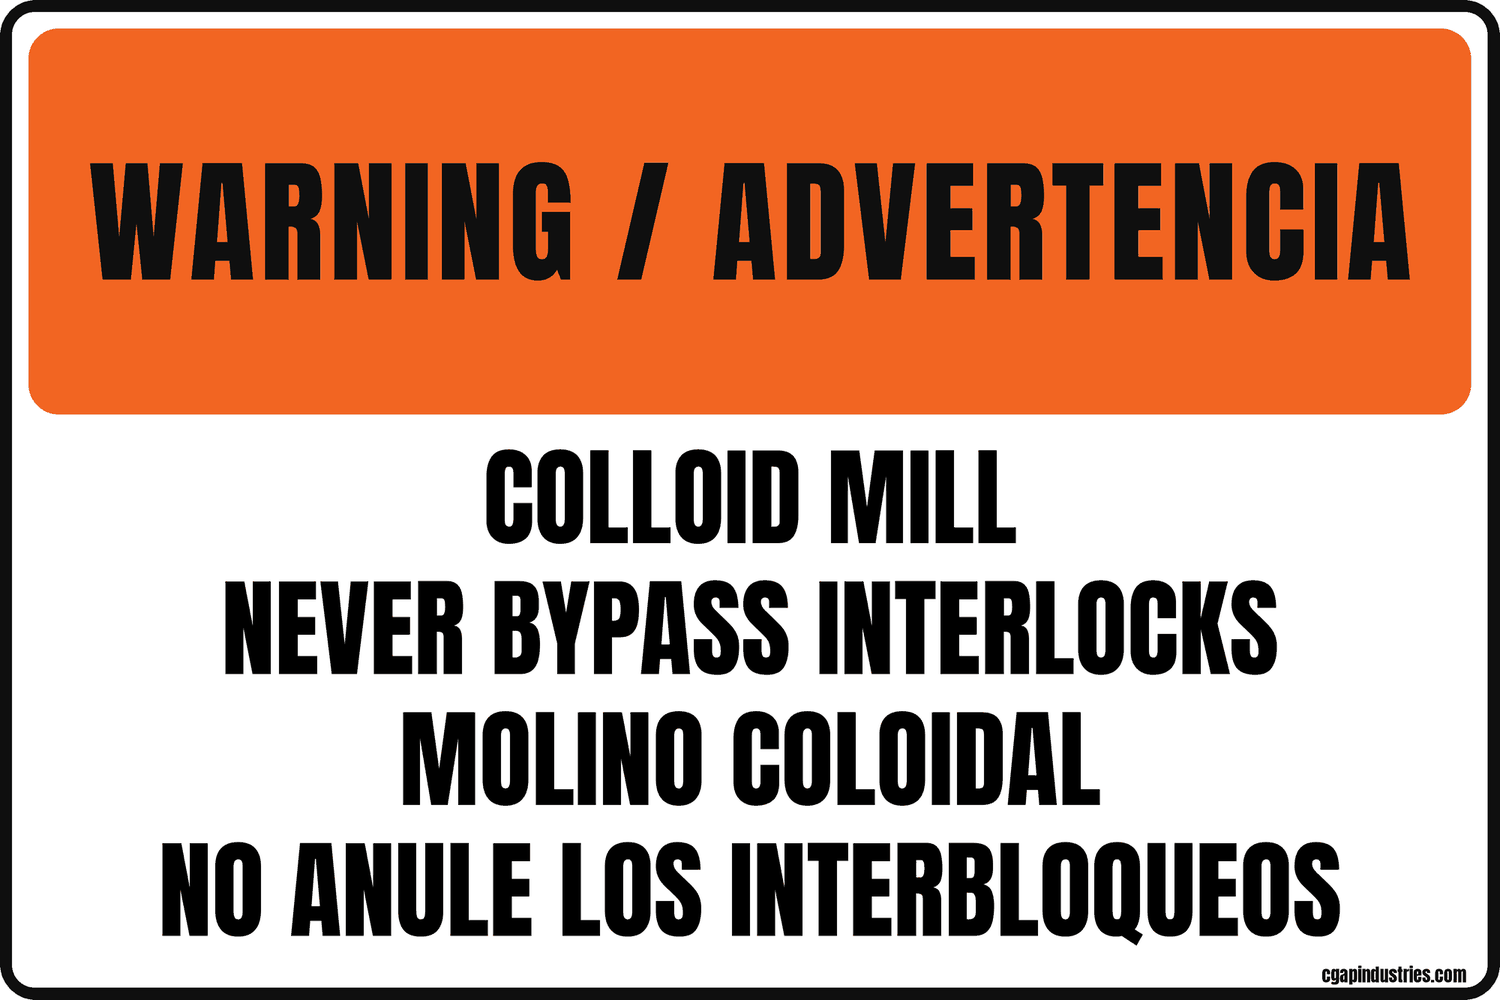 WARNING / ADVERTENCIA
COLLOID MILL
NEVER BYPASS INTERLOCKS
MOLINO COLOIDAL
NO ANULE LOS INTERBLOQUEOS
cgapindustries.com